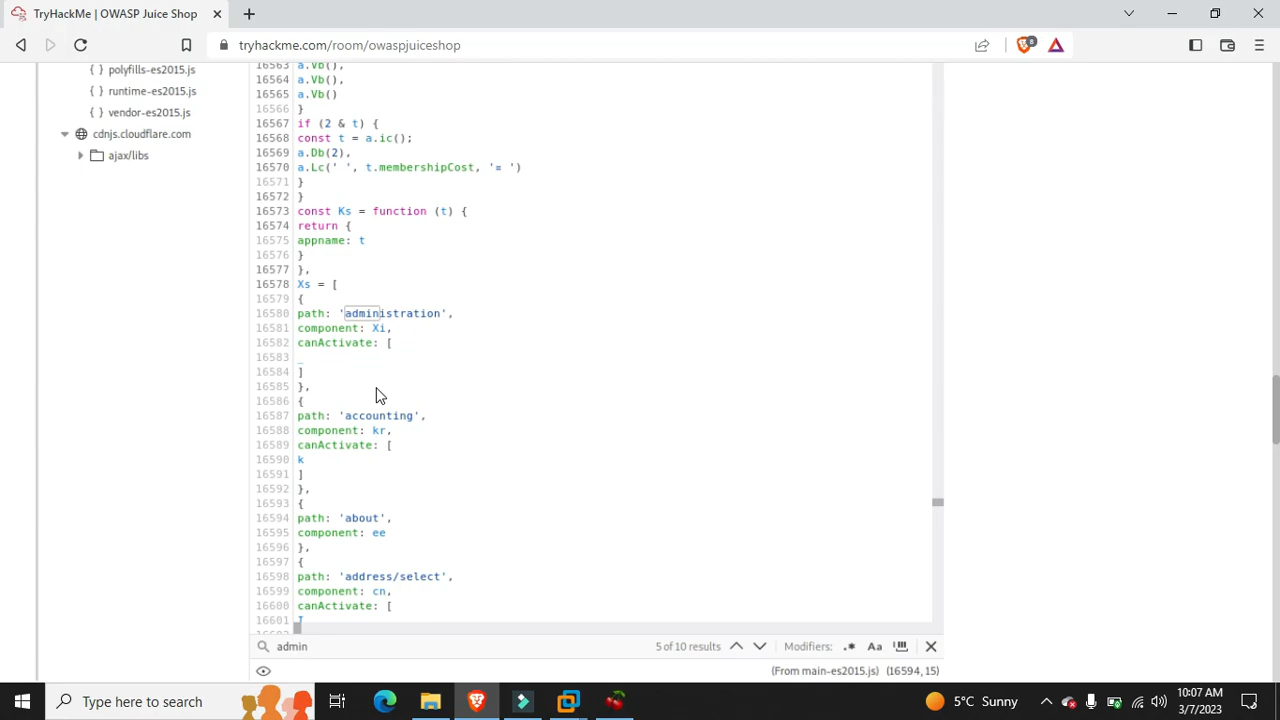 TryHackMe | OWASP Juice Shop
tryhackme.com/room/owaspjuiceshop
8
{ } polyfills-es2015.js
{ } runtime-es2015.js
{ } vendor-es2015.js
cdnjs.cloudflare.com
ajax/libs
16563 a.Vb(),
16564 a.Vb(),
16565 a.Vb()
16566 }
16567 if (2 & t) {
16568 const t = a.ic();
16569 a.Db(2),
16570 a.Lc(' ', t.membershipCost, '¤ ')
16571 }
16572 }
16573 const Ks = function (t) {
16574 return {
16575 appname: t
16576 }
16577 },
16578 Xs = [
16579 {
16580 path: 'administration',
16581 component: Xi,
16582 canActivate: [
16583 _
16584 ]
16585 },
16586 {
16587 path: 'accounting',
16588 component: kr,
16589 canActivate: [
16590 k
16591 ]
16592 },
16593 {
16594 path: 'about',
16595 component: ee
16596 },
16597 {
16598 path: 'address/select',
16599 component: cn,
16600 canActivate: [
16601
admin
5 of 10 results
Modifiers: .* Aa
(From main-es2015.js) (16594, 15)
Type here to search
5°C Sunny
10:07 AM
3/7/2023